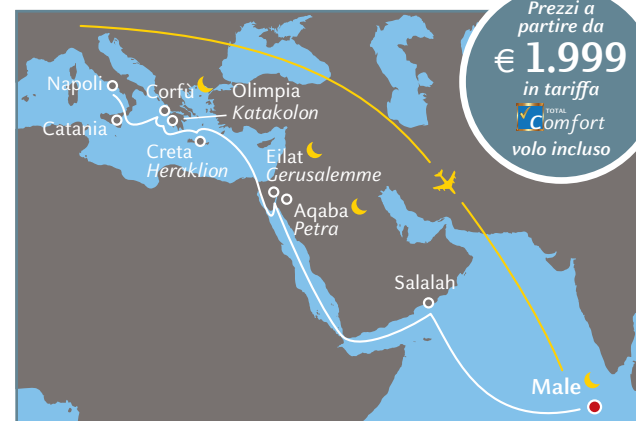 Prezzi a
partire da
€ 1.999
in tariffa
TOTAL
Comfort
volo incluso
Napoli
Corfù
Olimpia
Katakolon
Catania
Creta
Heraklion
Eilat
Gerusalemme
Aqaba
Petra
Salalah
Male